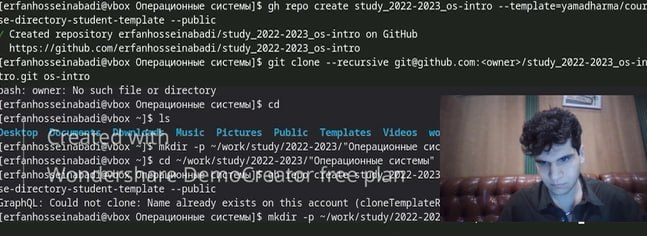 [erfanhosseinabadi@vbox Операционные системы]$ gh repo create study_2022-2023_os-intro --template=yamadharma/cour
se-directory-student-template --public
✓ Created repository erfanhosseinabadi/study_2022-2023_os-intro on GitHub
https://github.com/erfanhosseinabadi/study_2022-2023_os-intro
[erfanhosseinabadi@vbox Операционные системы]$ git clone --recursive git@github.com:<owner>/study_2022-2023_os-in
tro.git os-intro
bash: owner: No such file or directory
[erfanhosseinabadi@vbox Операционные системы]$ cd
[erfanhosseinabadi@vbox ~]$ ls
Desktop Documents Downloads Music Pictures Public Templates Videos wo
Created with
[erfanhosseinabadi@vbox ~]$ mkdir -p ~/work/study/2022-2023/"Операционные сис
[erfanhosseinabadi@vbox ~]$ cd ~/work/study/2022-2023/"Операционные системы"
Wondershare DemoCreator free plan
[erfanhosseinabadi@vbox Операционные системы]$ gh repo create study_2022-202
se-directory-student-template --public
GraphQL: Could not clone: Name already exists on this account (cloneTemplateR
[erfanhosseinabadi@vbox Операционные системы]$ mkdir -p ~/work/study/2022-202